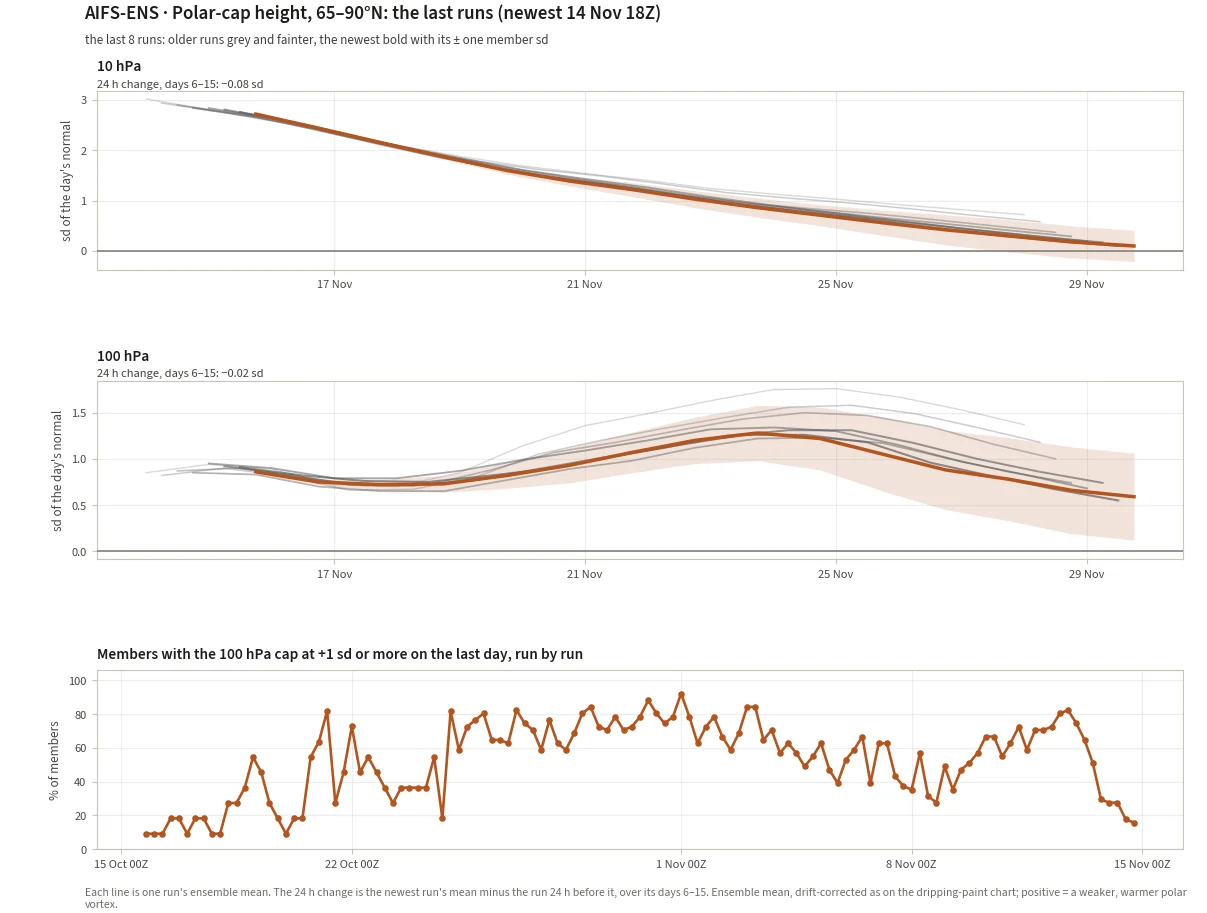 AIFS-ENS · Polar-cap height, 65–90°N: the last runs (newest 14 Nov 18Z)
the last 8 runs: older runs grey and fainter, the newest bold with its ± one member sd
10 hPa
24 h change, days 6–15: −0.08 sd
3
2
1
0
sd of the day's normal
17 Nov
21 Nov
25 Nov
29 Nov
100 hPa
24 h change, days 6–15: −0.02 sd
1.5
1.0
0.5
0.0
sd of the day's normal
17 Nov
21 Nov
25 Nov
29 Nov
Members with the 100 hPa cap at +1 sd or more on the last day, run by run
100
80
60
40
20
0
% of members
15 Oct 00Z
22 Oct 00Z
1 Nov 00Z
8 Nov 00Z
15 Nov 00Z
Each line is one run's ensemble mean. The 24 h change is the newest run's mean minus the run 24 h before it, over its days 6–15. Ensemble mean, drift-corrected as on the dripping-paint chart; positive = a weaker, warmer polar
vortex.